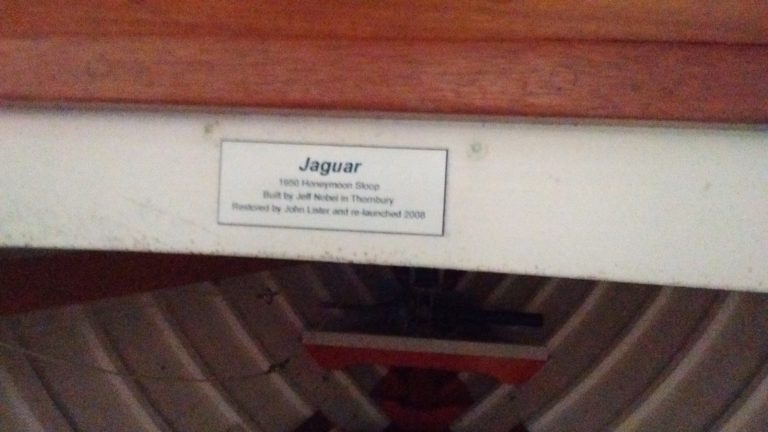 Jaguar
1950 Honeymoon Sloop
Built by Jeff Nobel in Thornbury
Restored by John Lister and re-launched 2008